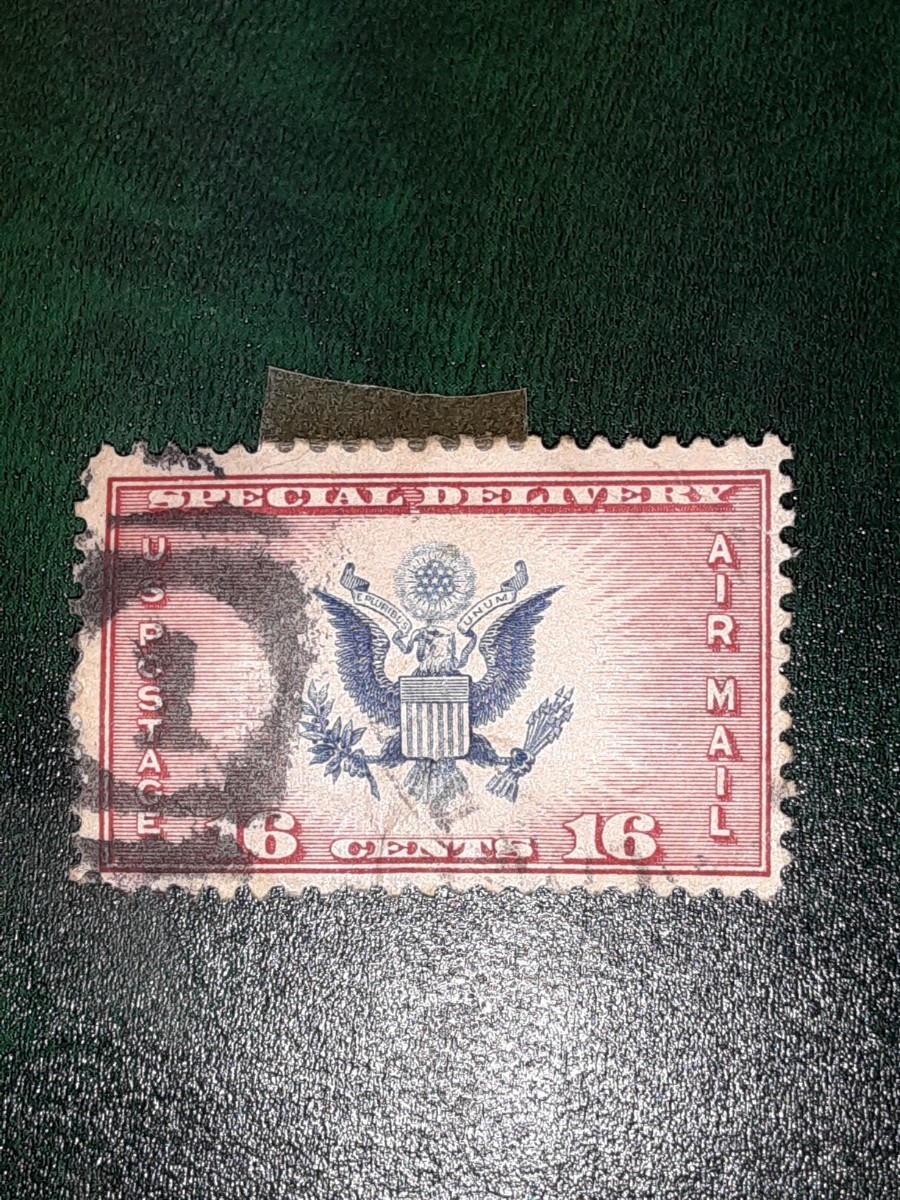 SPECIAL DELIVERY
U S POSTAGE
E PLURIBUS UNUM
AIR MAIL
16 CENTS 16